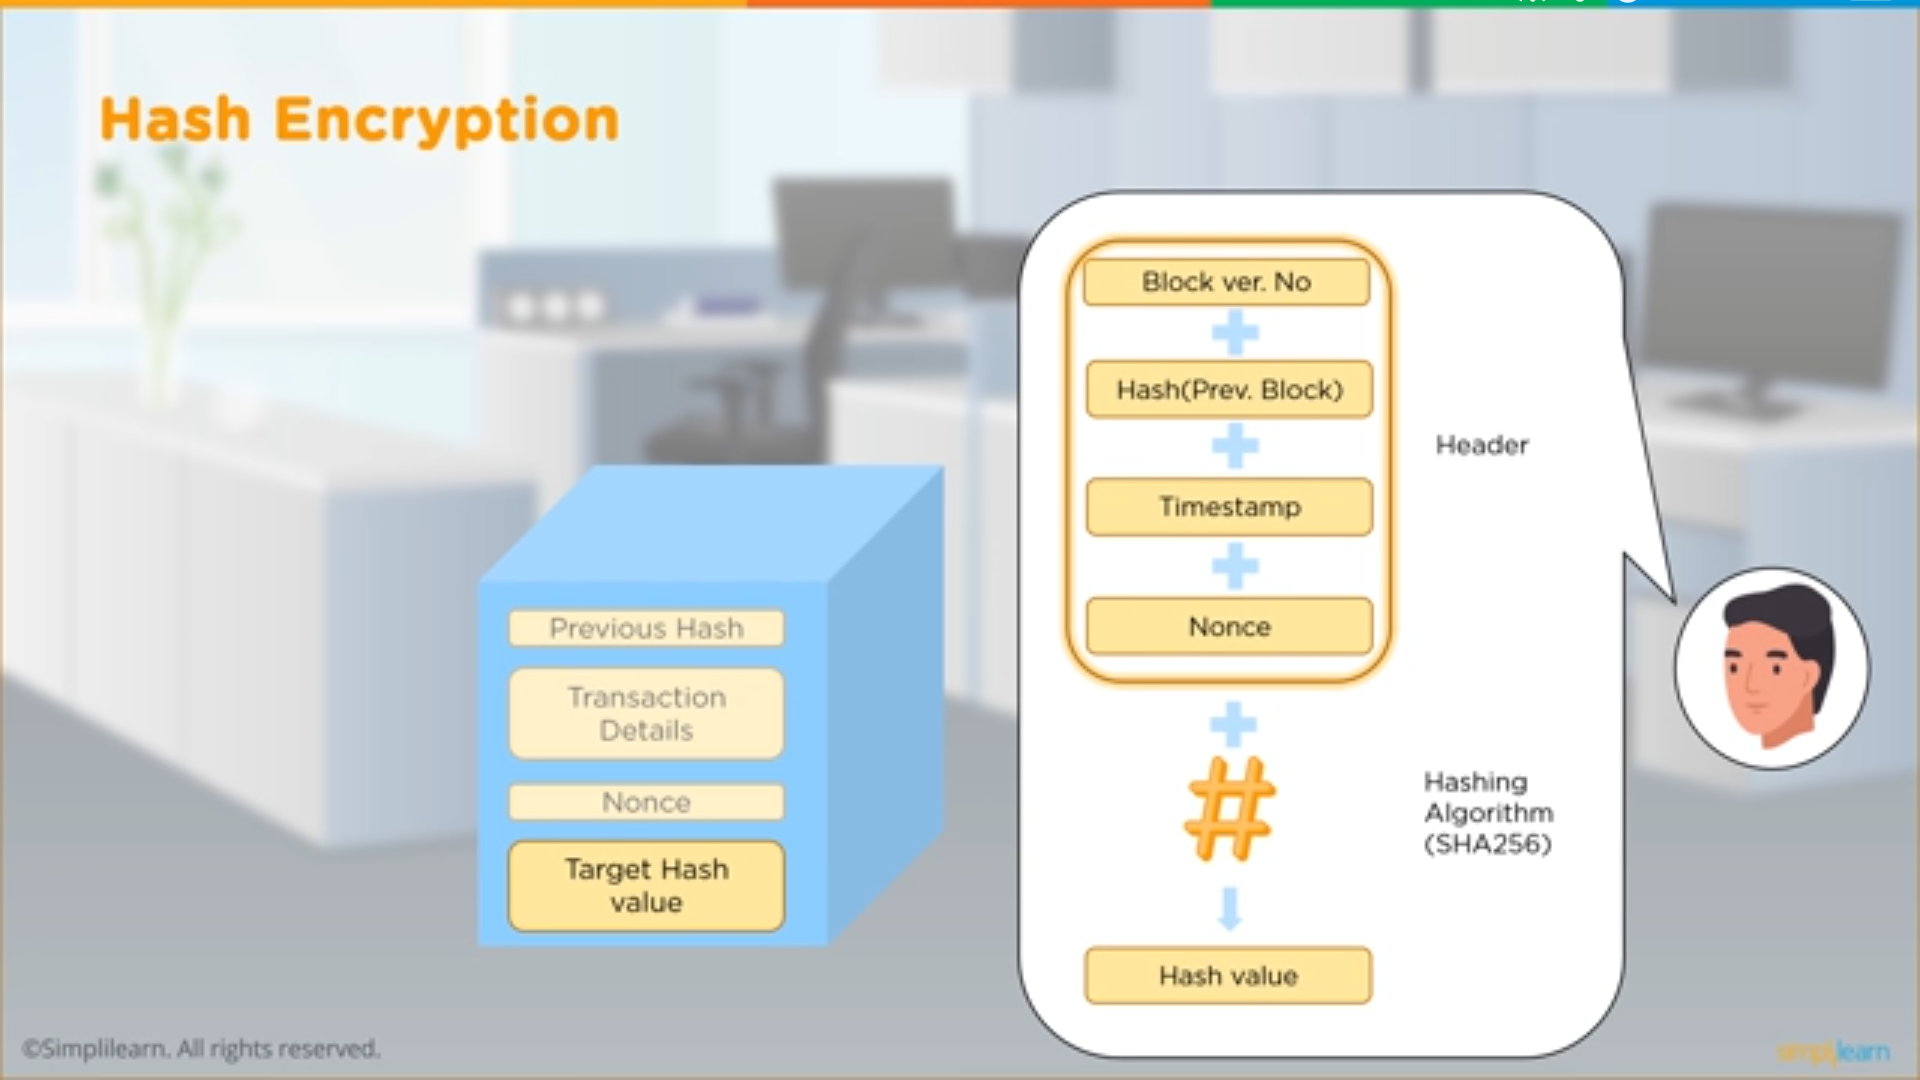 Hash Encryption
Previous Hash
Transaction
Details
Nonce
Target Hash
value
Block ver. No
Hash(Prev. Block)
Timestamp
Nonce
Header
#
Hashing
Algorithm
(SHA256)
Hash value
©Simplilearn. All rights reserved.
simplilearn